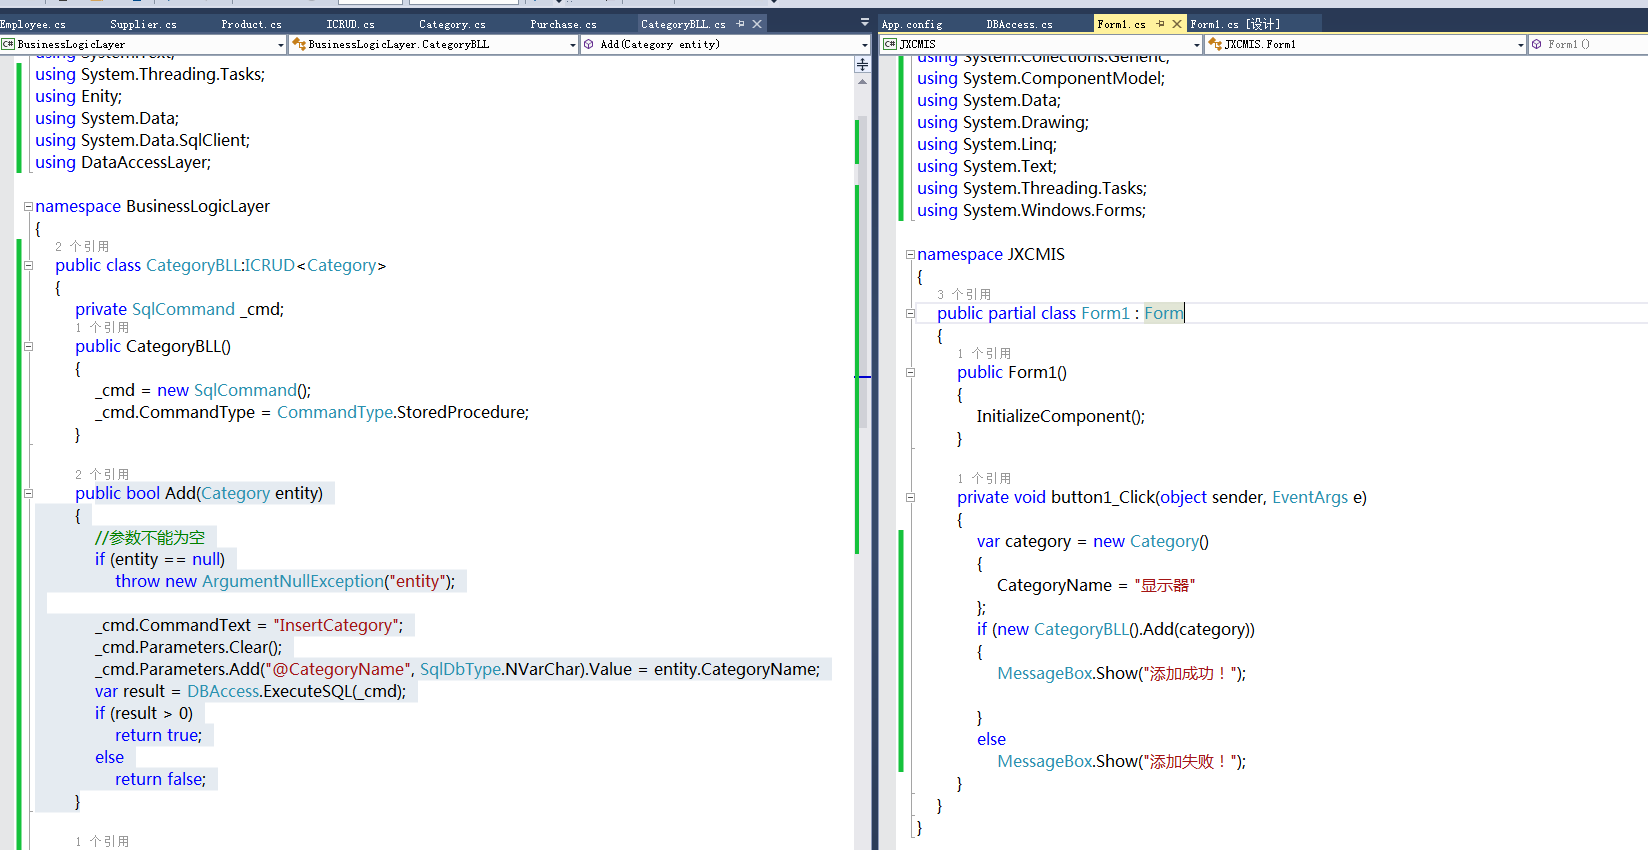 Employee.cs Supplier.cs Product.cs ICRUD.cs Category.cs Purchase.cs CategoryBLL.cs
BusinessLogicLayer BusinessLogicLayer.CategoryBLL Add(Category entity)
using System.Text;
using System.Threading.Tasks;
using Enity;
using System.Data;
using System.Data.SqlClient;
using DataAccessLayer;
namespace BusinessLogicLayer
{
2 个引用
public class CategoryBLL:ICRUD<Category>
{
private SqlCommand _cmd;
1 个引用
public CategoryBLL()
{
_cmd = new SqlCommand();
_cmd.CommandType = CommandType.StoredProcedure;
}
2 个引用
public bool Add(Category entity)
{
//参数不能为空
if (entity == null)
throw new ArgumentNullException("entity");
_cmd.CommandText = "InsertCategory";
_cmd.Parameters.Clear();
_cmd.Parameters.Add("@CategoryName", SqlDbType.NVarChar).Value = entity.CategoryName;
var result = DBAccess.ExecuteSQL(_cmd);
if (result > 0)
return true;
else
return false;
}
1 个引用
App.config DBAccess.cs Form1.cs Form1.cs [设计]
C# JXCMIS JXCMIS.Form1 Form1()
using System.Collections.Generic;
using System.ComponentModel;
using System.Data;
using System.Drawing;
using System.Linq;
using System.Text;
using System.Threading.Tasks;
using System.Windows.Forms;
namespace JXCMIS
{
3 个引用
public partial class Form1 : Form
{
1 个引用
public Form1()
{
InitializeComponent();
}
1 个引用
private void button1_Click(object sender, EventArgs e)
{
var category = new Category()
{
CategoryName = "显示器"
};
if (new CategoryBLL().Add(category))
{
MessageBox.Show("添加成功！");
}
else
MessageBox.Show("添加失败！");
}
}
}